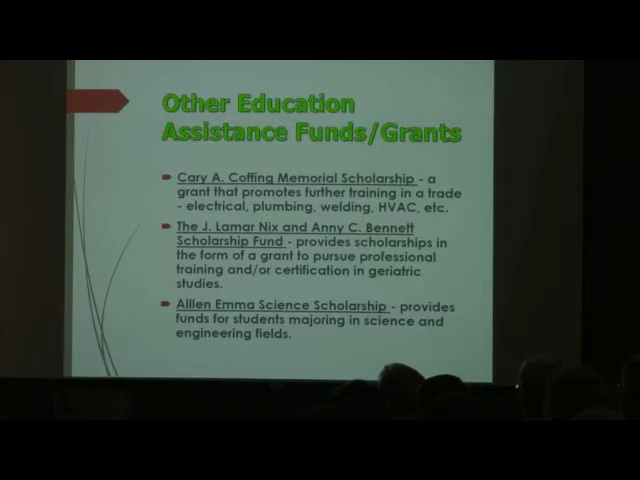 Other Education
Assistance Funds/Grants
Cary A. Coffing Memorial Scholarship - a
grant that promotes further training in a trade
- electrical, plumbing, welding, HVAC, etc.
The J. Lamar Nix and Anny C. Bennett
Scholarship Fund - provides scholarships in
the form of a grant to pursue professional
training and/or certification in geriatric
studies.
Alllen Emma Science Scholarship - provides
funds for students majoring in science and
engineering fields.